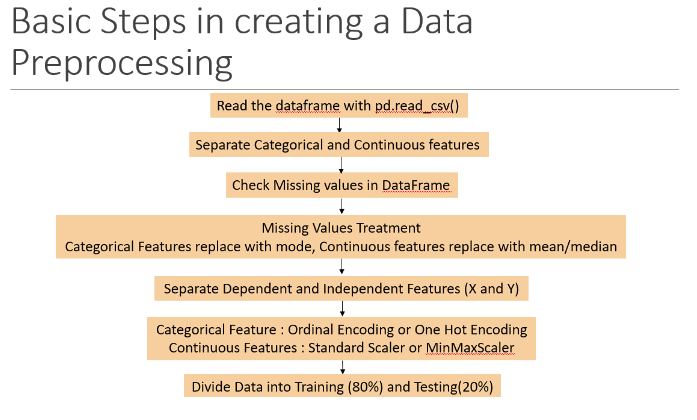 Basic Steps in creating a Data
Preprocessing
Read the dataframe with pd.read_csv()
Separate Categorical and Continuous features
Check Missing values in DataFrame
Missing Values Treatment
Categorical Features replace with mode, Continuous features replace with mean/median
Separate Dependent and Independent Features (X and Y)
Categorical Feature : Ordinal Encoding or One Hot Encoding
Continuous Features : Standard Scaler or MinMaxScaler
Divide Data into Training (80%) and Testing(20%)